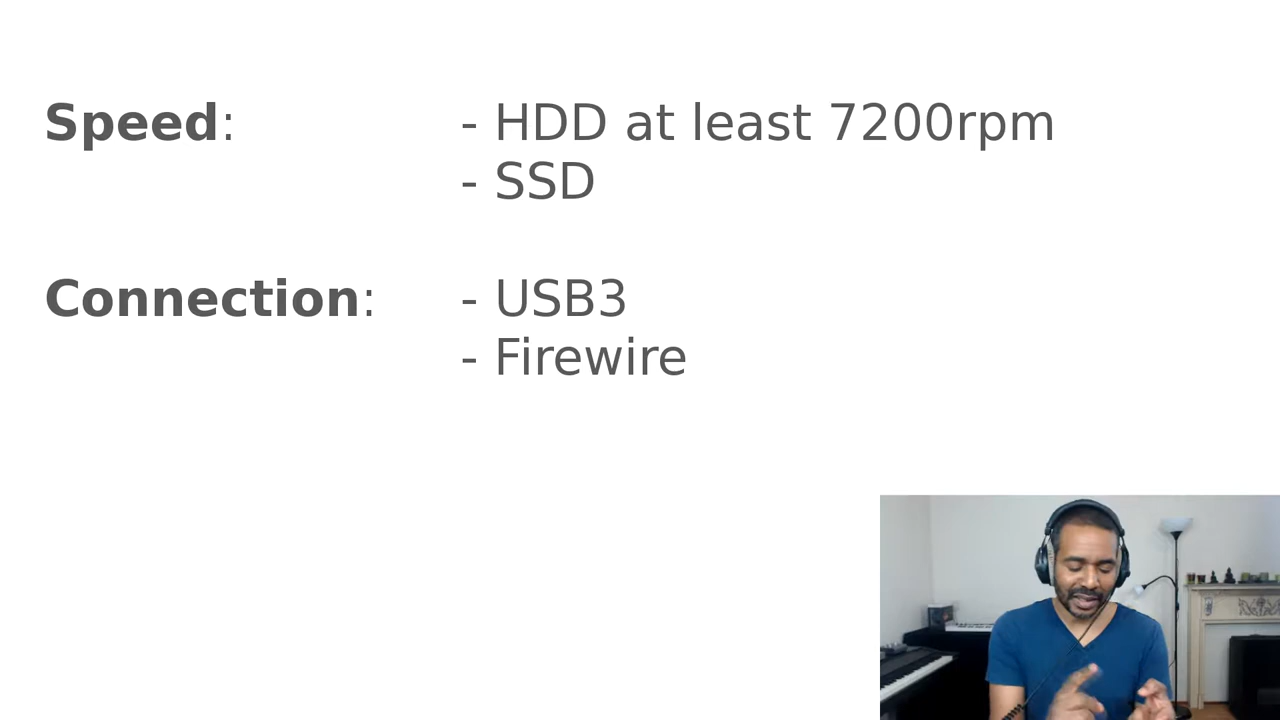 Speed: - HDD at least 7200rpm
- SSD
Connection: - USB3
- Firewire